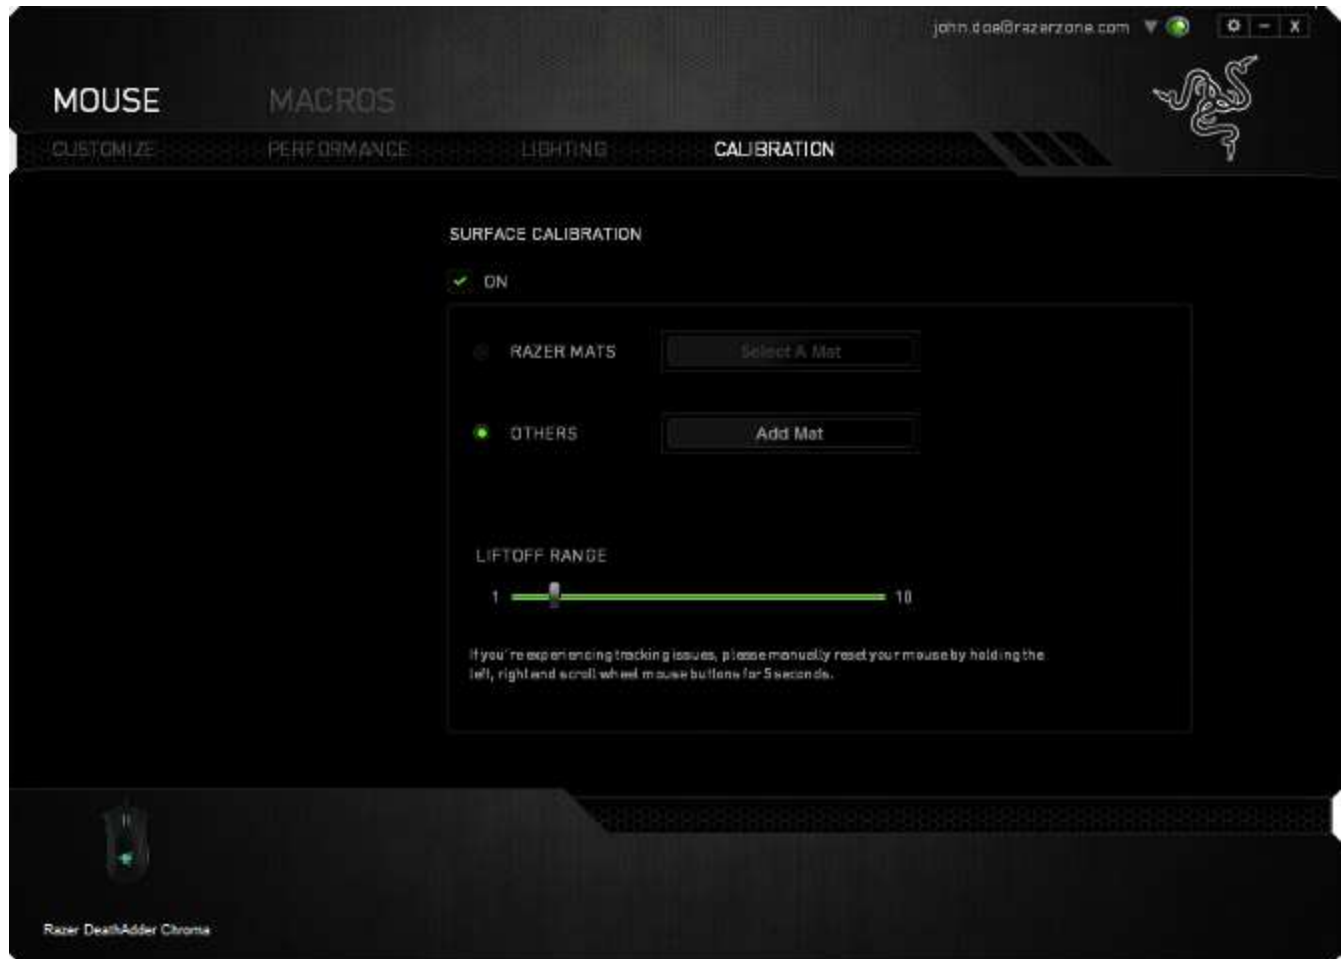 john.doe@razerzone.com
X
MOUSE
MACROS
CUSTOMIZE
PERFORMANCE
LIGHTING
CALIBRATION
SURFACE CALIBRATION
ON
RAZER MATS
Select A Mat
OTHERS
Add Mat
LIFTOFF RANGE
1
10
If you're experiencing tracking issues, please manually reset your mouse by holding the
left, right and scroll wheel mouse buttons for 5 seconds.
Razer DeathAdder Chroma